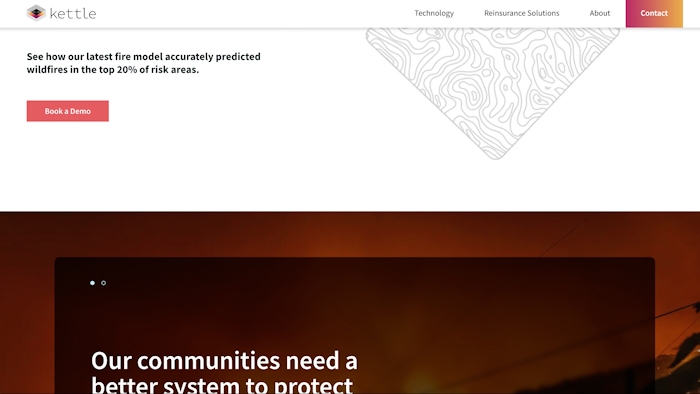 kettle
Technology
Reinsurance Solutions
About
Contact
See how our latest fire model accurately predicted
wildfires in the top 20% of risk areas.
Book a Demo
Our communities need a
better system to protect